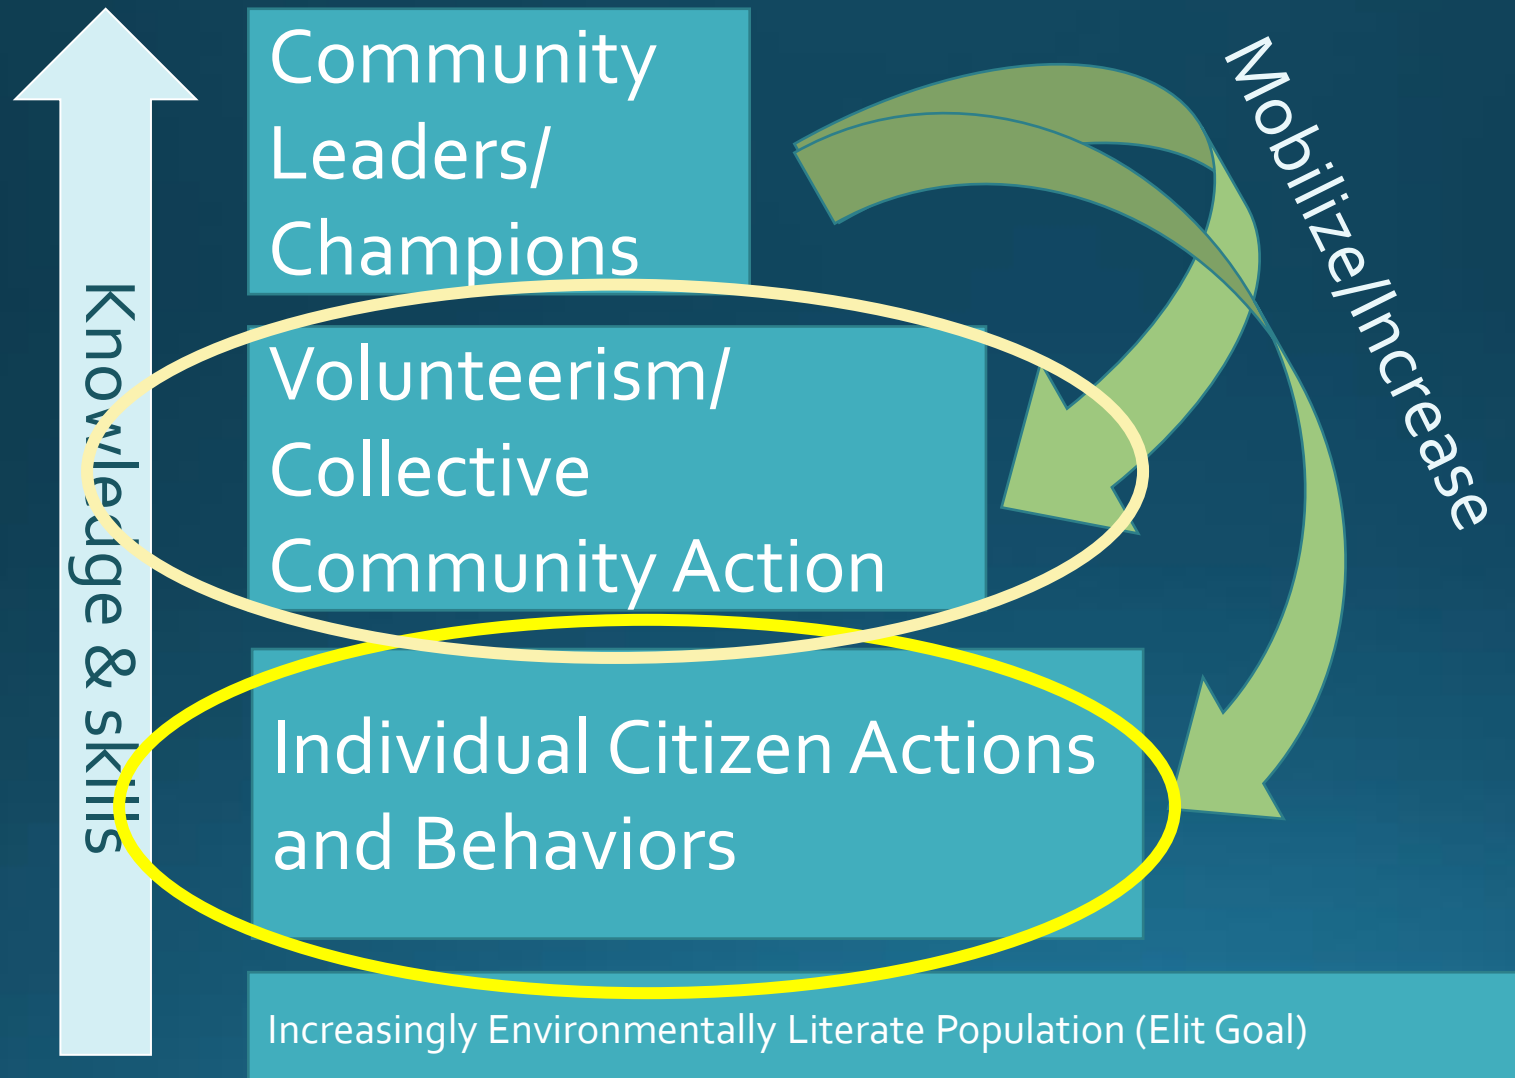 Community
Leaders/
Champions
Volunteerism/
Collective
Community Action
Individual Citizen Actions
and Behaviors
Increasingly Environmentally Literate Population (Elit Goal)
Knowledge & skills
Mobilize/Increase